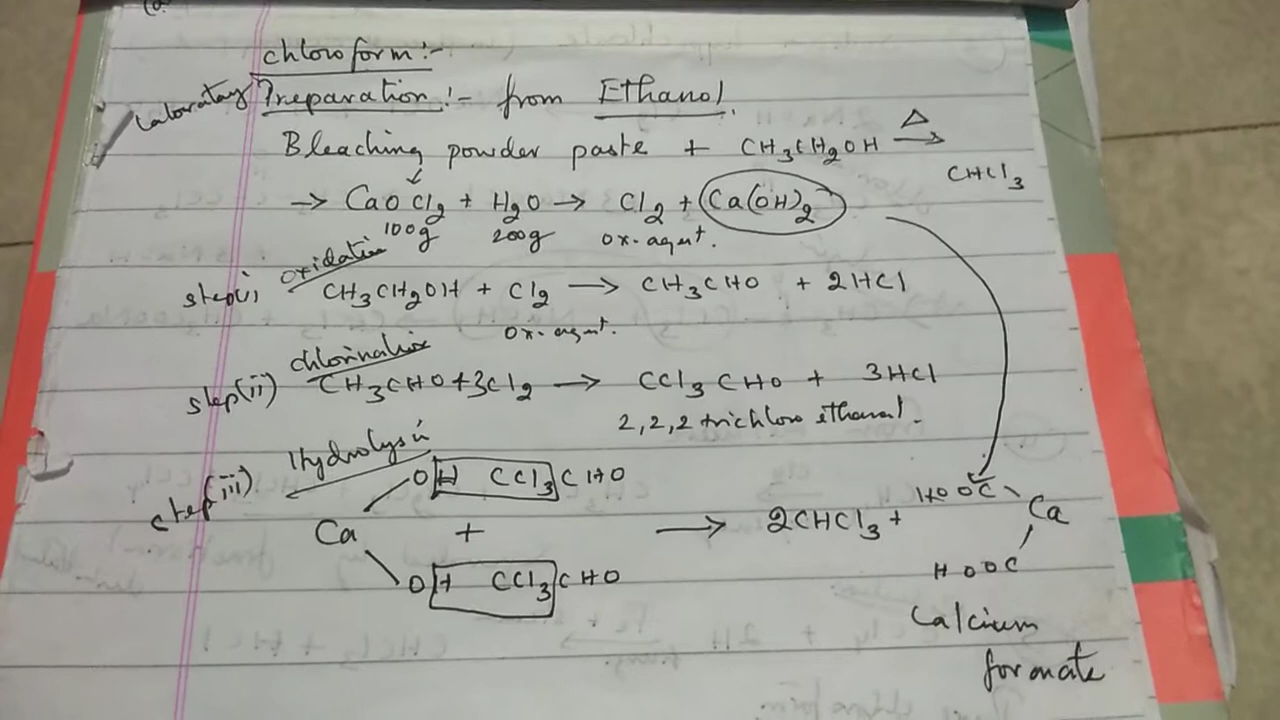 chloroform:-
Laboratory Preparation:- from Ethanol.
Bleaching powder paste + CH₃CH₂OH △→ CHCl₃
→ CaOCl₂ + H₂O → Cl₂ + Ca(OH)₂
100g 200g ox. agent.
step(i) oxidation
CH₃CH₂OH + Cl₂ → CH₃CHO + 2HCl
ox. agent.
step(ii) chlorination
CH₃CHO + 3Cl₂ → CCl₃CHO + 3HCl
2,2,2 trichloro ethanal.
step(iii) Hydrolysis
OH CCl₃CHO
Ca + → 2CHCl₃ + HOOC Ca
OH CCl₃CHO HOOC
Calcium
formate